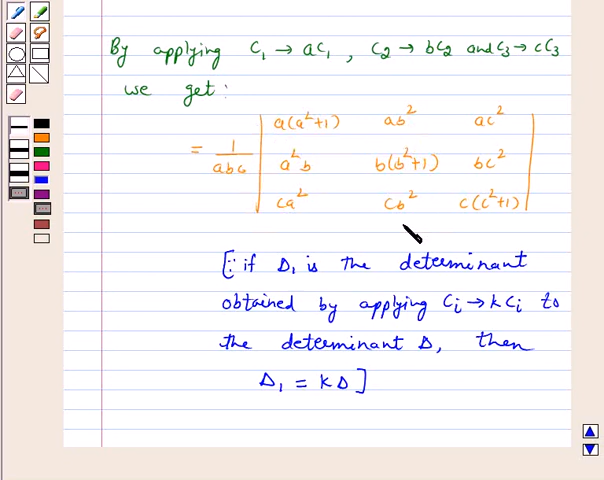 By applying C₁ → aC₁, C₂ → bC₂ and C₃ → cC₃
we get:
= 1/abc | a(a²+1) ab² ac² |
| a²b b(b²+1) bc² |
| ca² cb² c(c²+1) |
[∵ if Δ₁ is the determinant
obtained by applying Cᵢ → kCᵢ to
the determinant Δ, then
Δ₁ = kΔ]